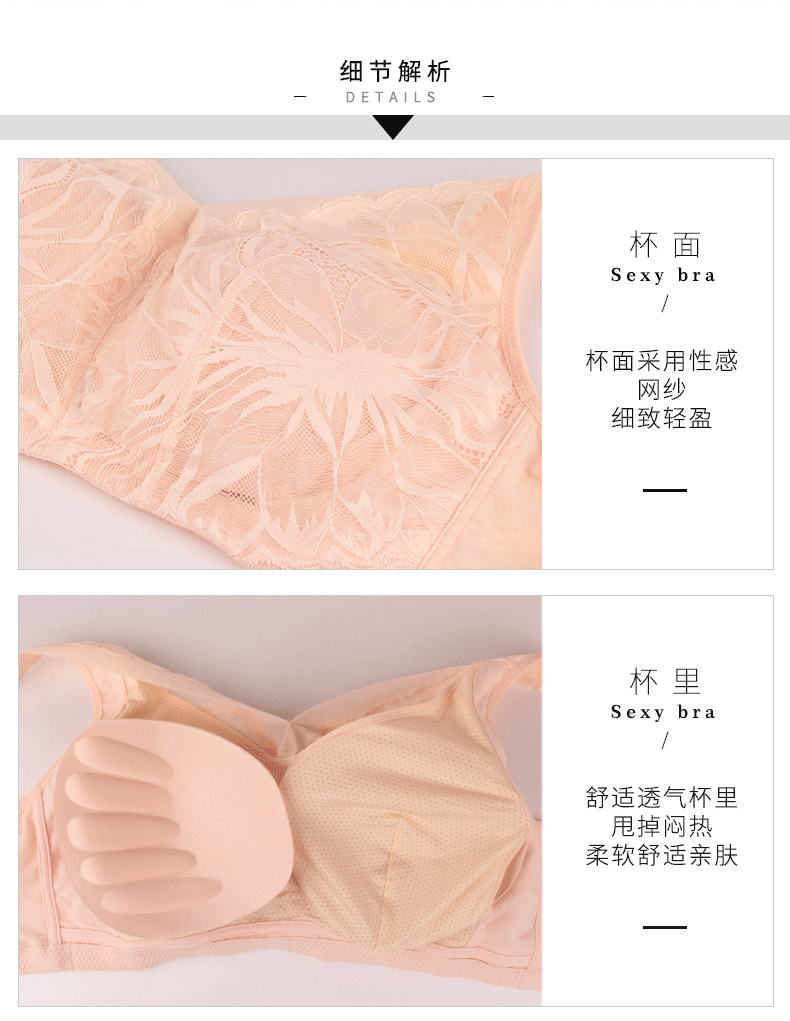 细节解析
DETAILS
杯面
Sexy bra
/
杯面采用性感
网纱
细致轻盈
杯里
Sexy bra
/
舒适透气杯里
甩掉闷热
柔软舒适亲肤